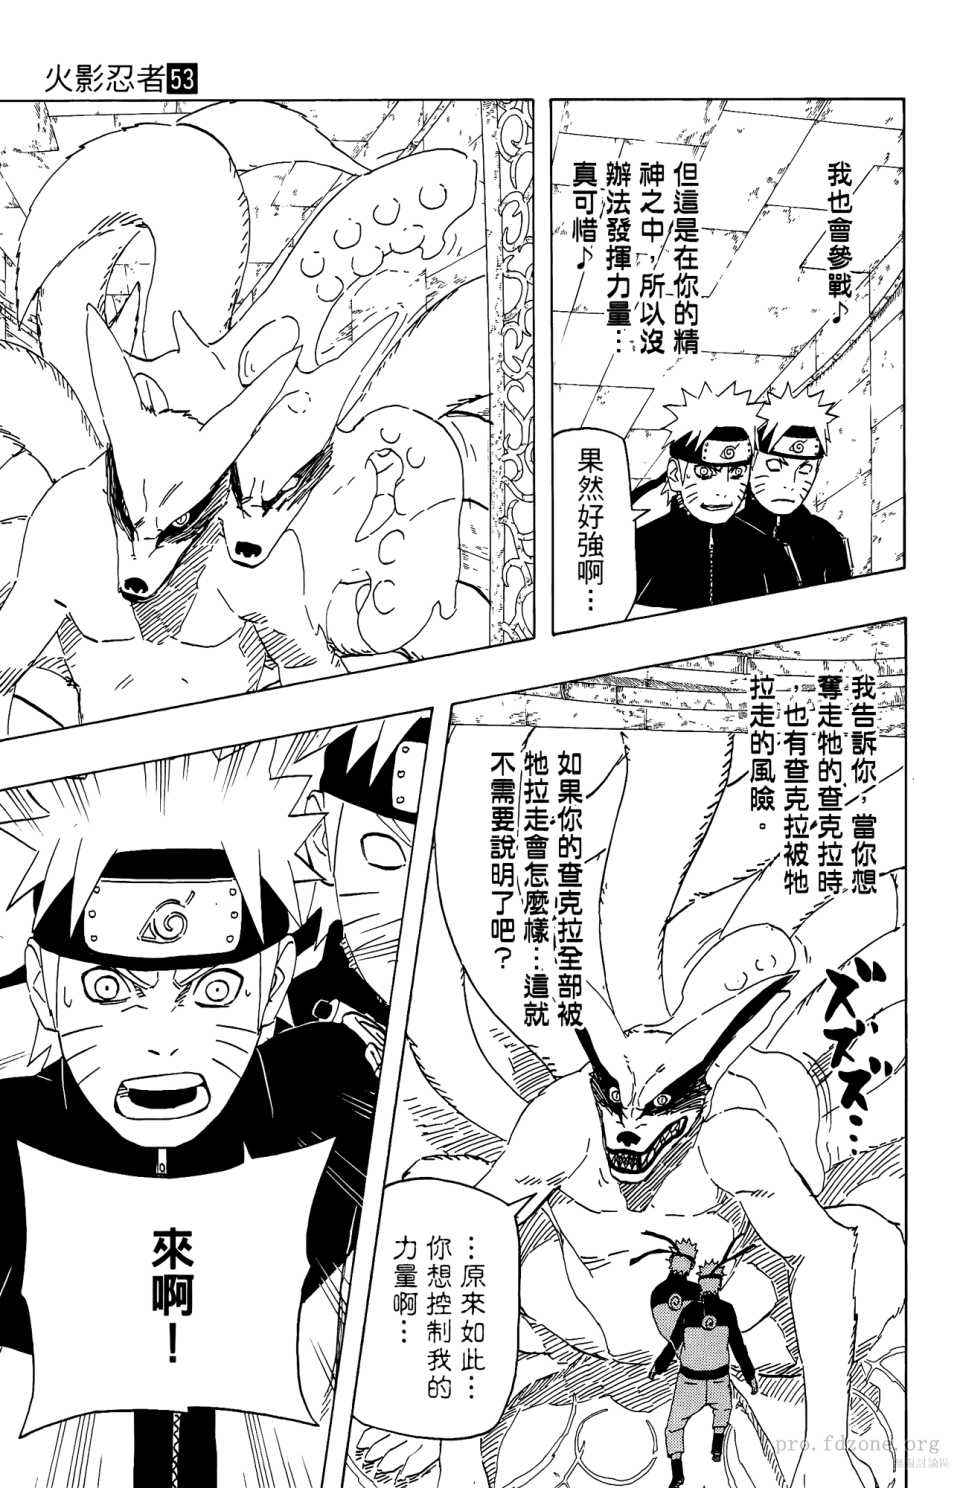 火影忍者53
我也會參戰♪
但這是在你的精
神之中，所以沒
辦法發揮力量…
真可惜♪
果然好強啊…
我告訴你，當你想
奪走牠的查克拉時
，也有查克拉被牠
拉走的風險。
如果你的查克拉全部被
牠拉走會怎麼樣…這就
不需要說明了吧？
ズズズ…
…原來如此…
你想控制我的
力量啊…
來啊！
pro.fdzone.org